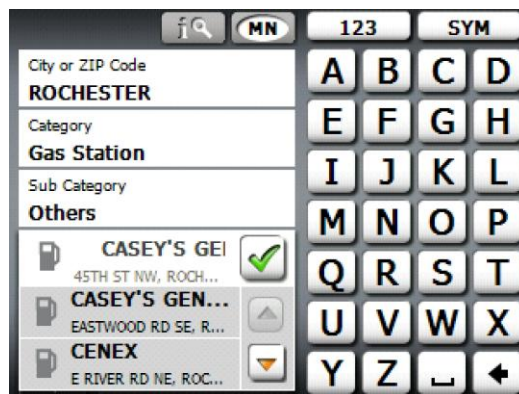 i MN 123 SYM
City or ZIP Code
ROCHESTER
Category
Gas Station
Sub Category
Others
CASEY'S GEI
45TH ST NW, ROCH...
CASEY'S GEN...
EASTWOOD RD SE, R...
CENEX
E RIVER RD NE, ROC...
A B C D
E F G H
I J K L
M N O P
Q R S T
U V W X
Y Z